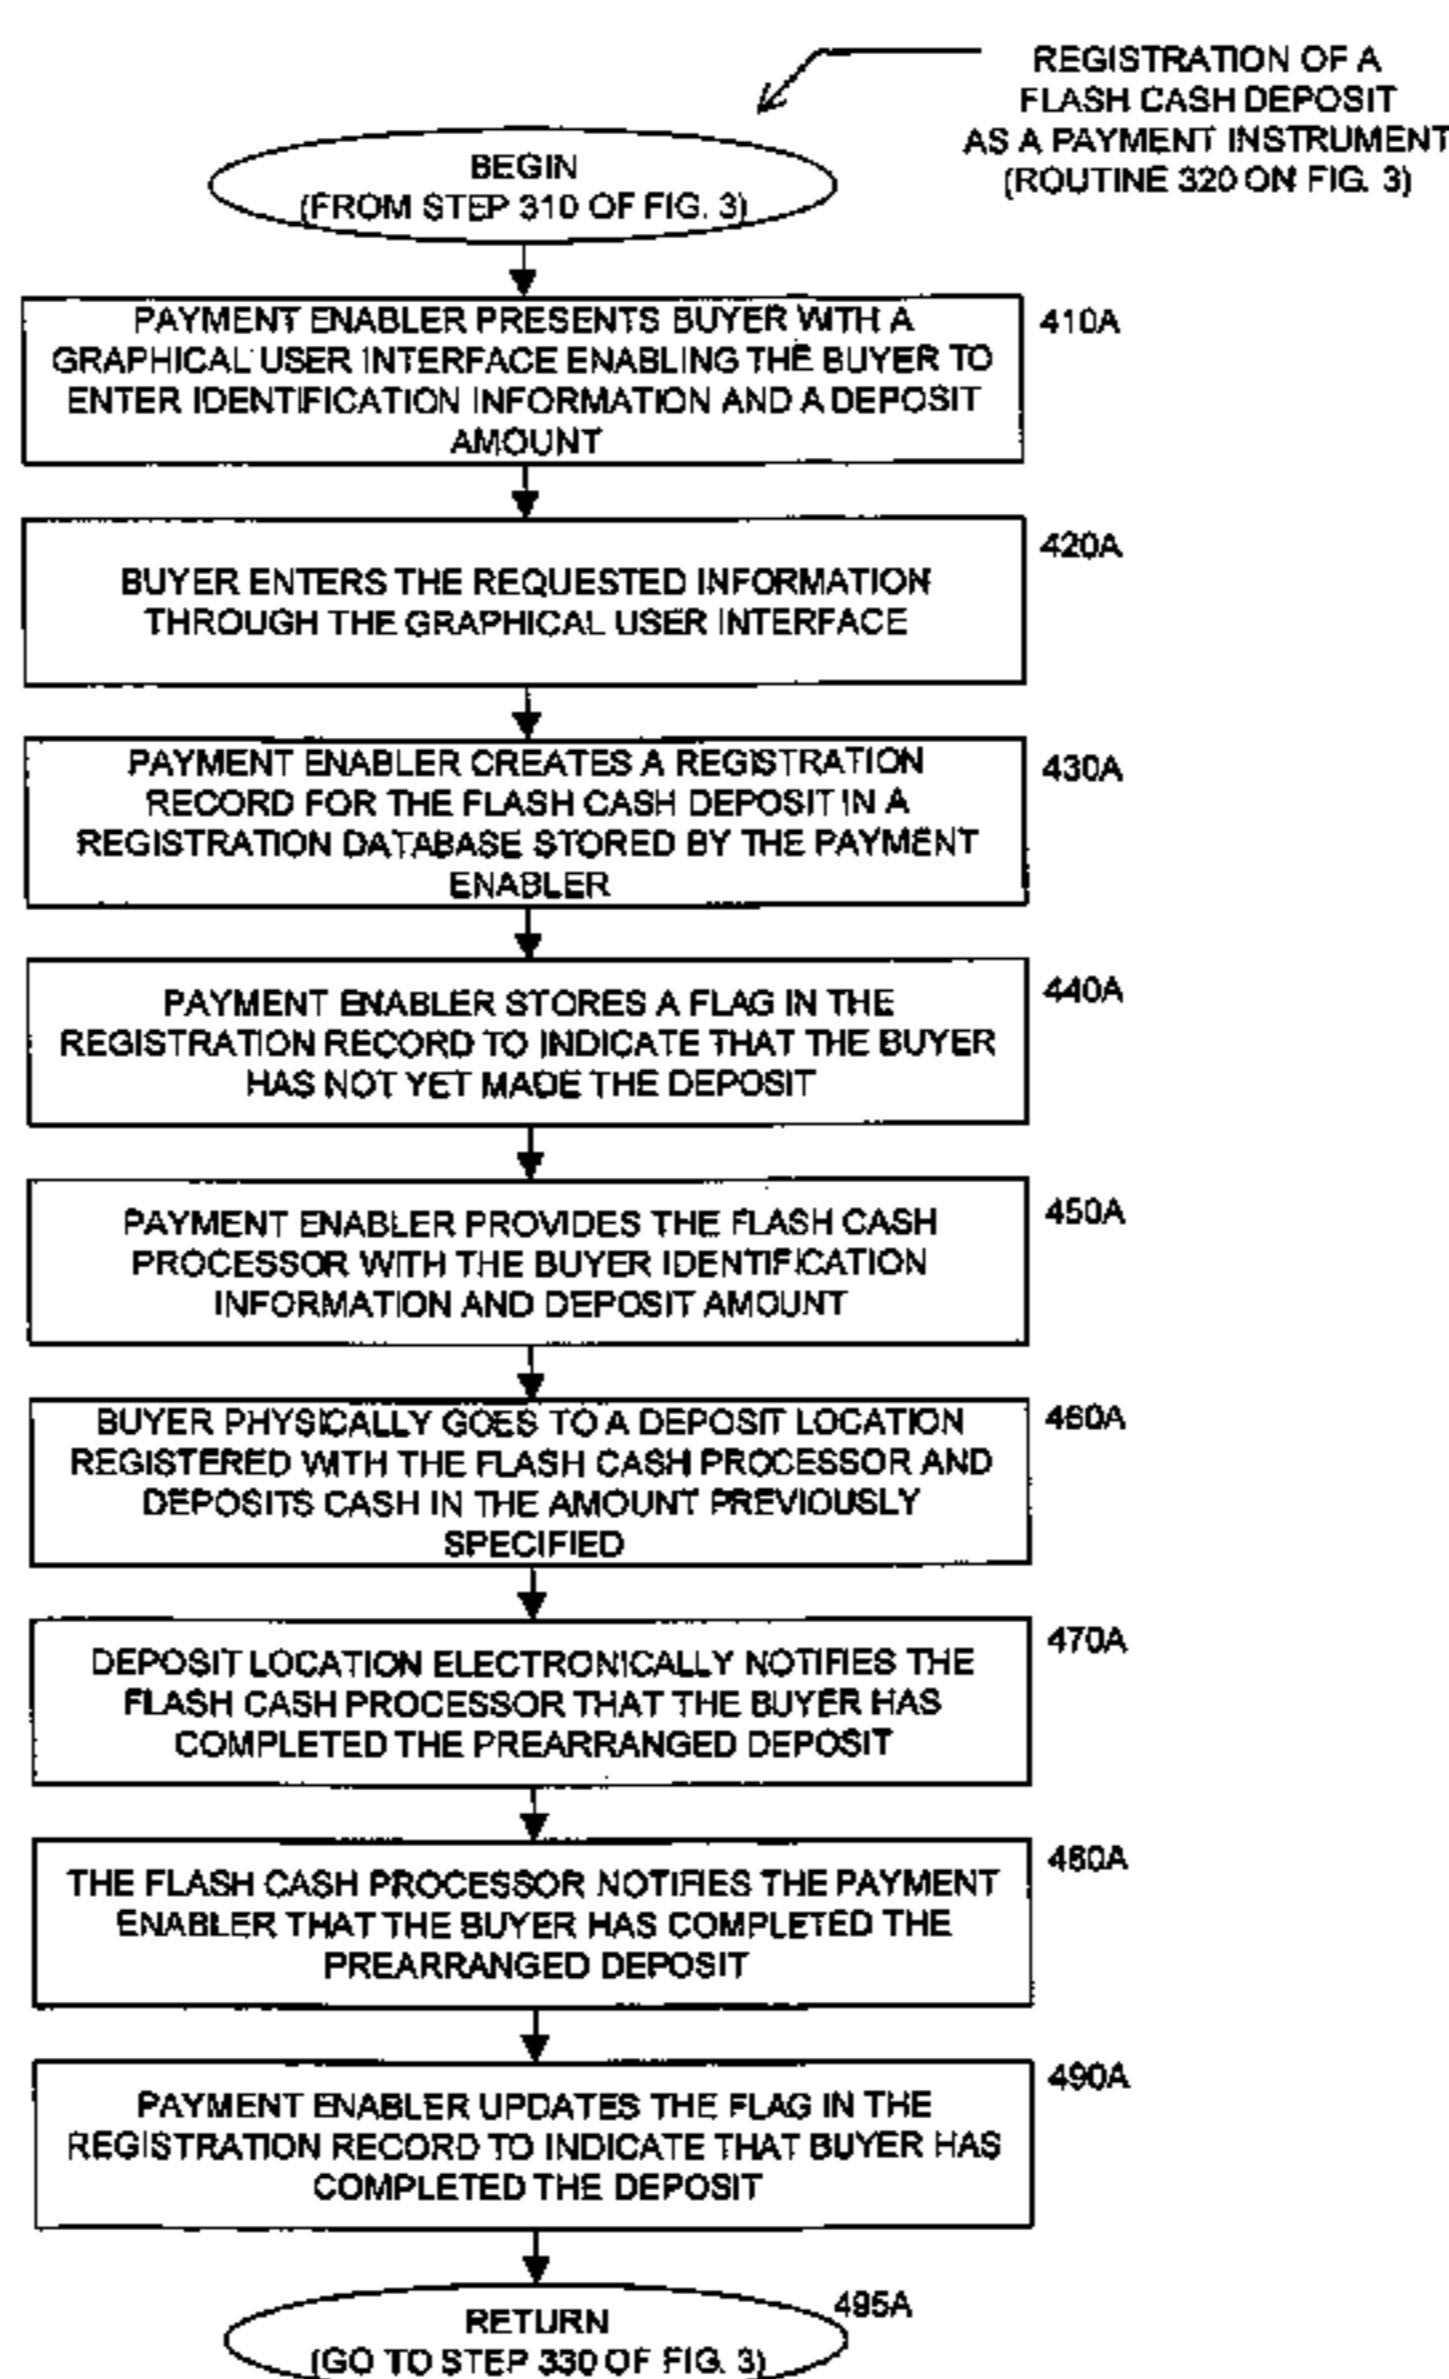 REGISTRATION OF A
FLASH CASH DEPOSIT
AS A PAYMENT INSTRUMENT
(ROUTINE 320 ON FIG. 3)
BEGIN
(FROM STEP 310 OF FIG. 3)
410A
PAYMENT ENABLER PRESENTS BUYER WITH A
GRAPHICAL USER INTERFACE ENABLING THE BUYER TO
ENTER IDENTIFICATION INFORMATION AND A DEPOSIT
AMOUNT
420A
BUYER ENTERS THE REQUESTED INFORMATION
THROUGH THE GRAPHICAL USER INTERFACE
430A
PAYMENT ENABLER CREATES A REGISTRATION
RECORD FOR THE FLASH CASH DEPOSIT IN A
REGISTRATION DATABASE STORED BY THE PAYMENT
ENABLER
440A
PAYMENT ENABLER STORES A FLAG IN THE
REGISTRATION RECORD TO INDICATE THAT THE BUYER
HAS NOT YET MADE THE DEPOSIT
450A
PAYMENT ENABLER PROVIDES THE FLASH CASH
PROCESSOR WITH THE BUYER IDENTIFICATION
INFORMATION AND DEPOSIT AMOUNT
460A
BUYER PHYSICALLY GOES TO A DEPOSIT LOCATION
REGISTERED WITH THE FLASH CASH PROCESSOR AND
DEPOSITS CASH IN THE AMOUNT PREVIOUSLY
SPECIFIED
470A
DEPOSIT LOCATION ELECTRONICALLY NOTIFIES THE
FLASH CASH PROCESSOR THAT THE BUYER HAS
COMPLETED THE PREARRANGED DEPOSIT
480A
THE FLASH CASH PROCESSOR NOTIFIES THE PAYMENT
ENABLER THAT THE BUYER HAS COMPLETED THE
PREARRANGED DEPOSIT
490A
PAYMENT ENABLER UPDATES THE FLAG IN THE
REGISTRATION RECORD TO INDICATE THAT BUYER HAS
COMPLETED THE DEPOSIT
495A
RETURN
(GO TO STEP 330 OF FIG. 3)